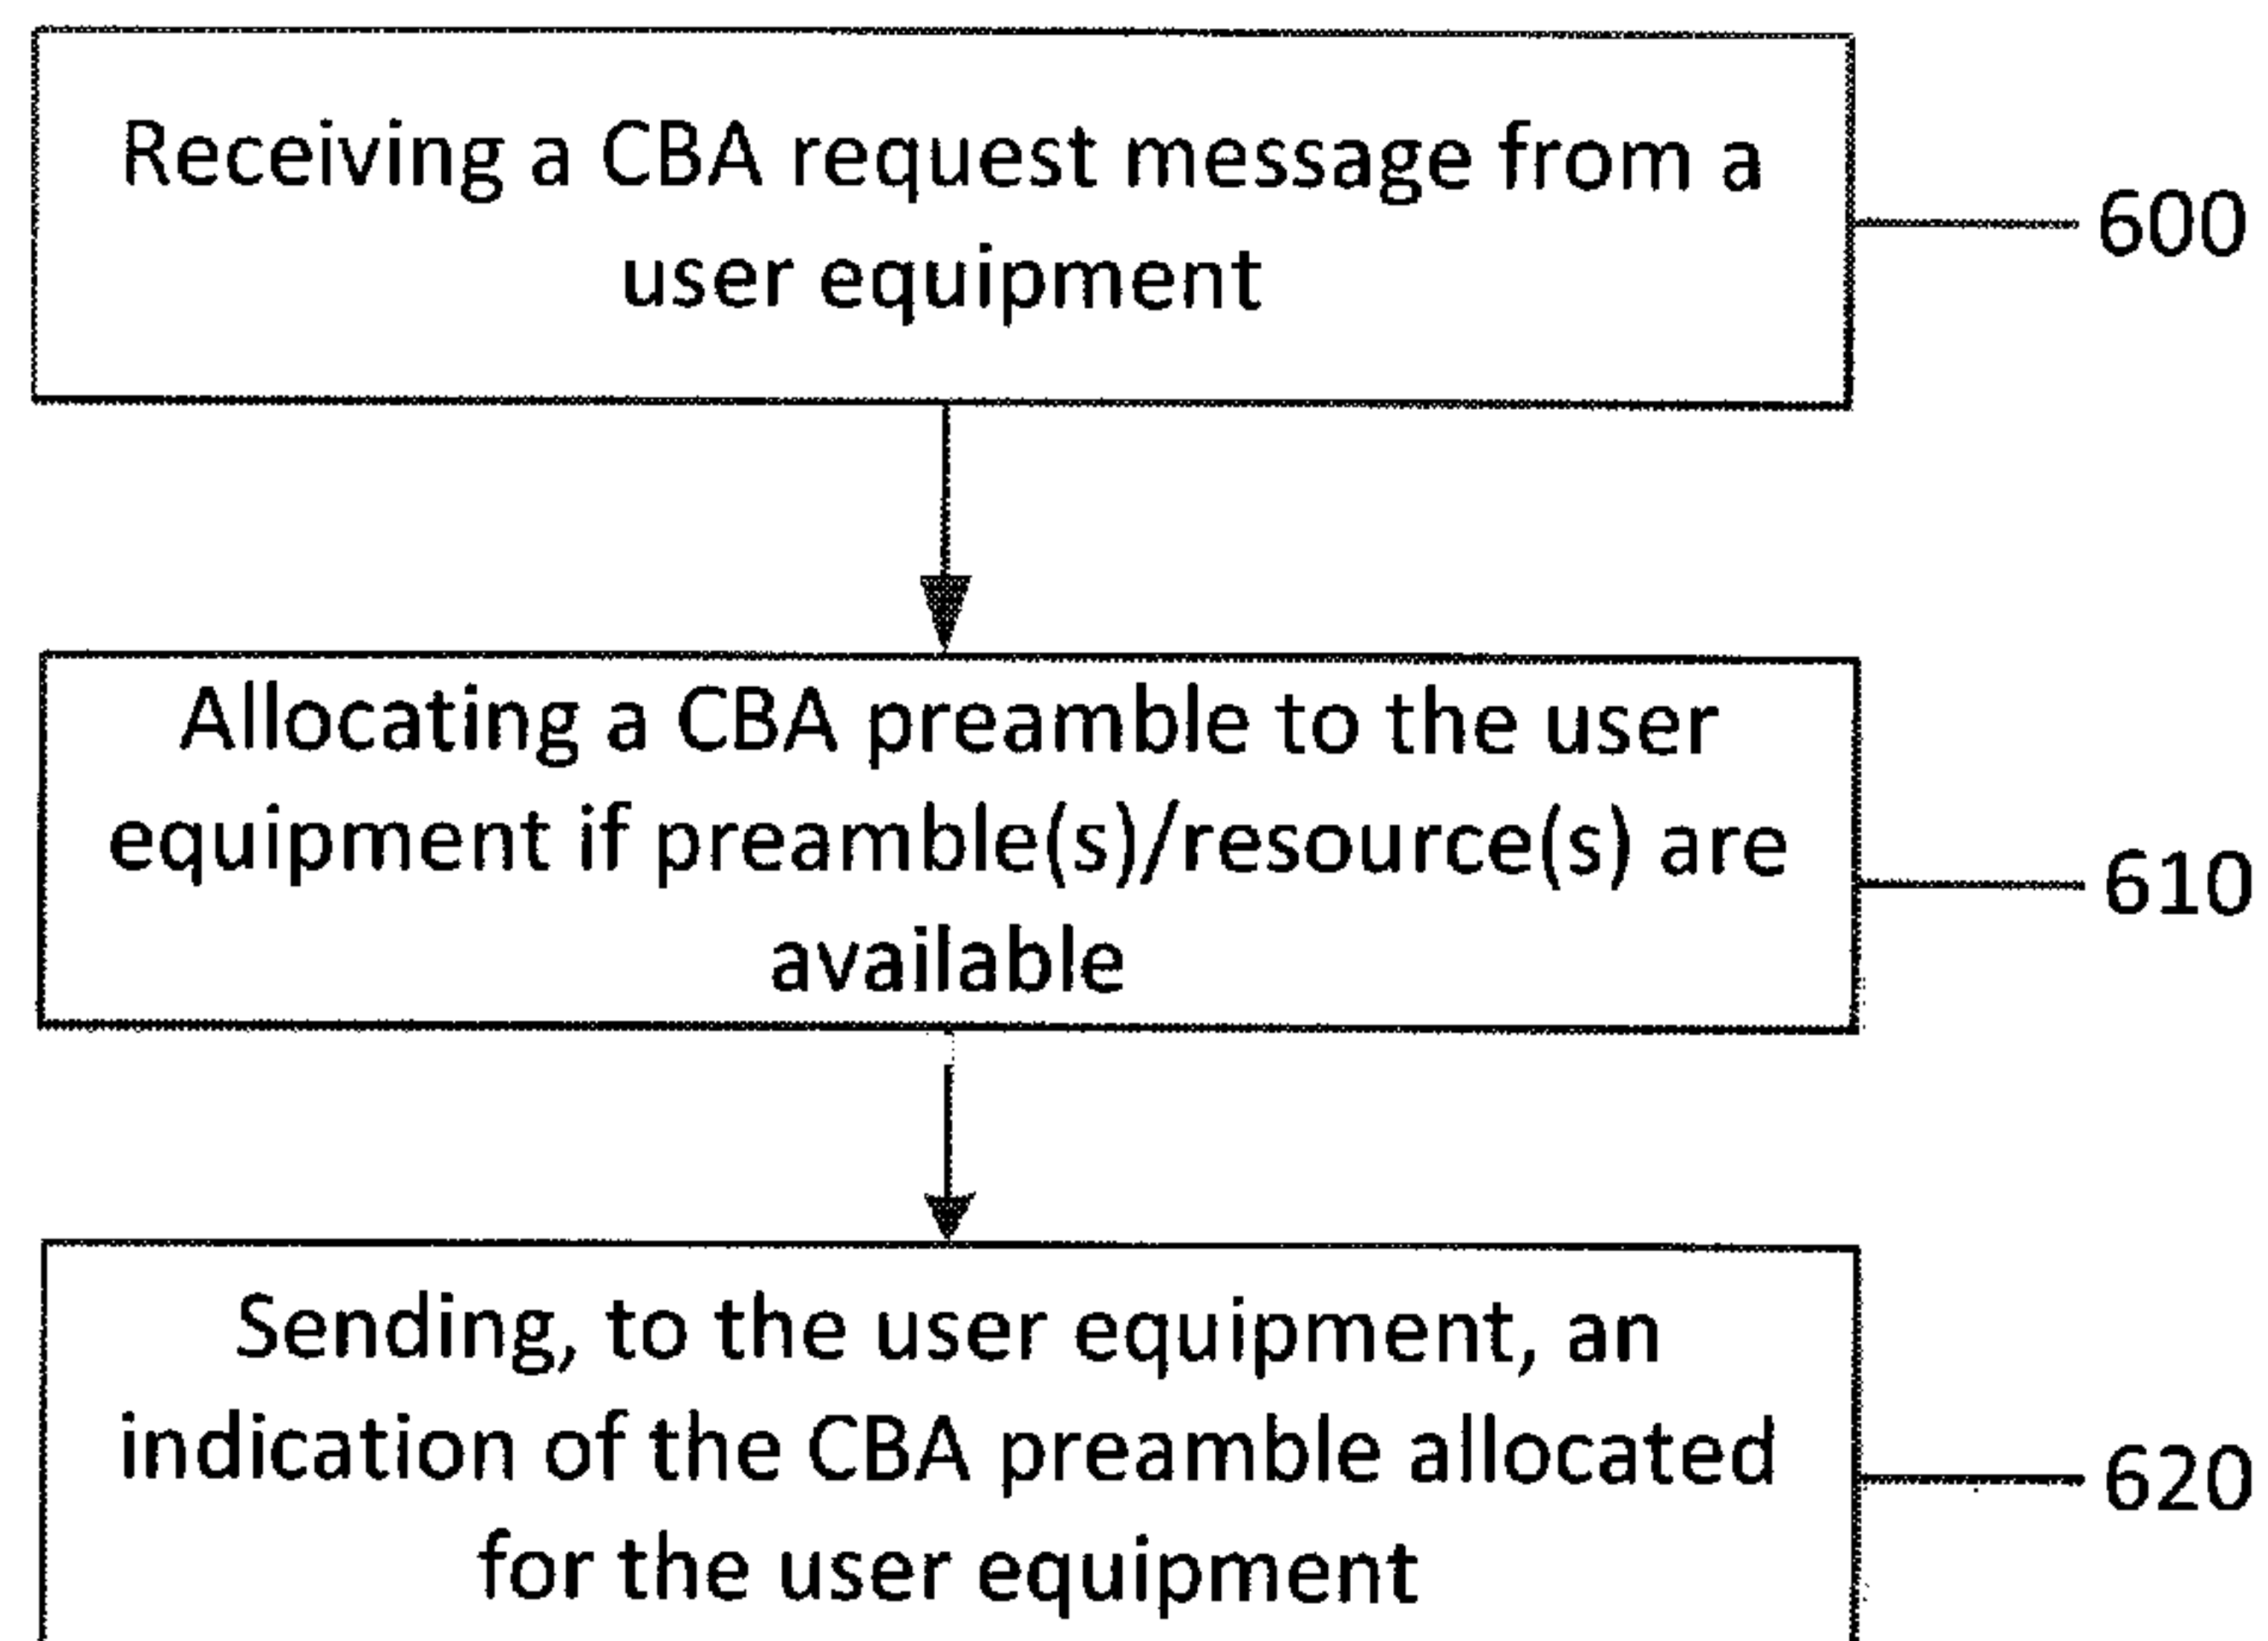 Receiving a CBA request message from a
user equipment
600
Allocating a CBA preamble to the user
equipment if preamble(s)/resource(s) are
available
610
Sending, to the user equipment, an
indication of the CBA preamble allocated
for the user equipment
620